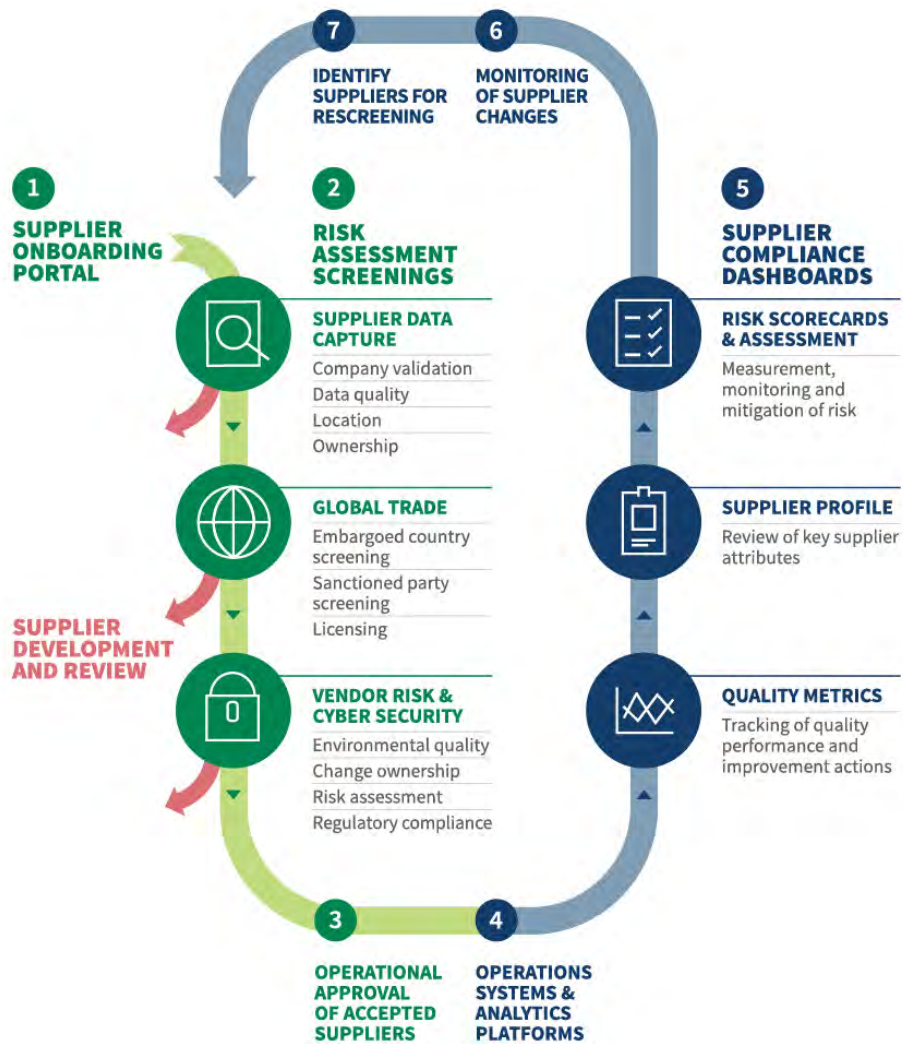 7
IDENTIFY
SUPPLIERS FOR
RESCREENING
6
MONITORING
OF SUPPLIER
CHANGES
1
SUPPLIER
ONBOARDING
PORTAL
2
RISK
ASSESSMENT
SCREENINGS
SUPPLIER DATA
CAPTURE
Company validation
Data quality
Location
Ownership
GLOBAL TRADE
Embargoed country
screening
Sanctioned party
screening
Licensing
SUPPLIER
DEVELOPMENT
AND REVIEW
VENDOR RISK &
CYBER SECURITY
Environmental quality
Change ownership
Risk assessment
Regulatory compliance
3
OPERATIONAL
APPROVAL
OF ACCEPTED
SUPPLIERS
4
OPERATIONS
SYSTEMS &
ANALYTICS
PLATFORMS
5
SUPPLIER
COMPLIANCE
DASHBOARDS
RISK SCORECARDS
& ASSESSMENT
Measurement,
monitoring and
mitigation of risk
SUPPLIER PROFILE
Review of key supplier
attributes
QUALITY METRICS
Tracking of quality
performance and
improvement actions